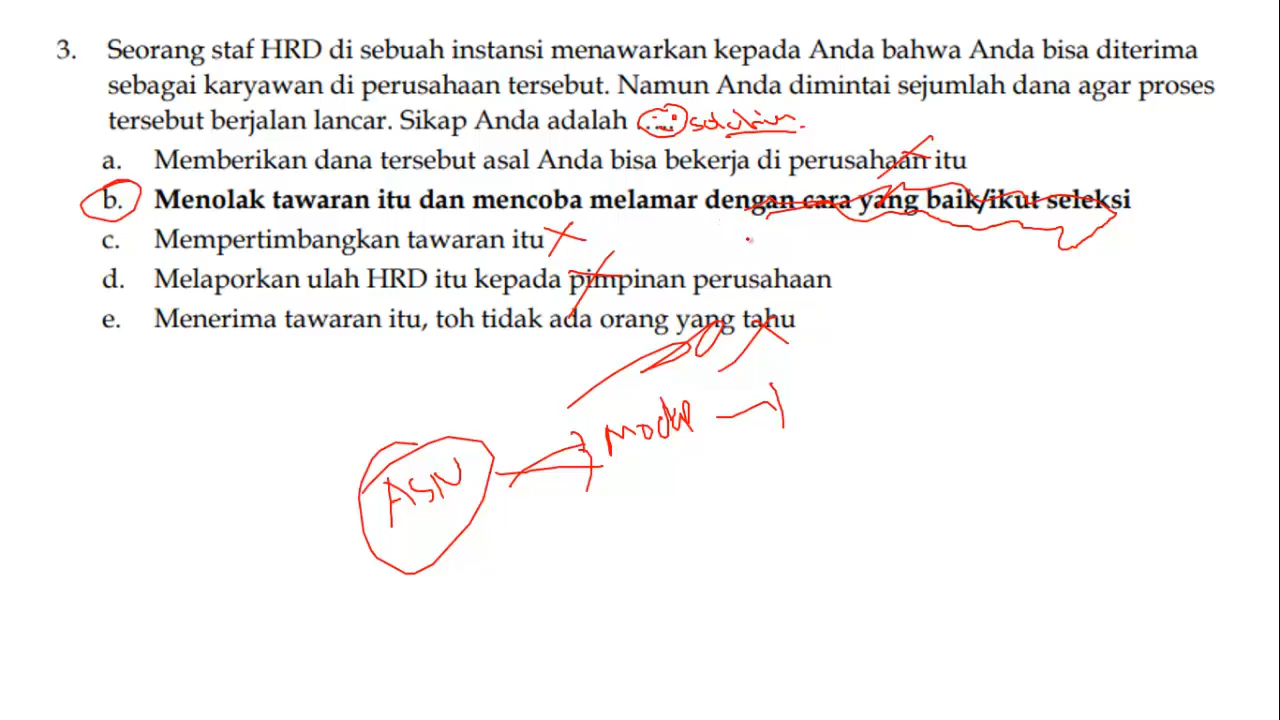 3. Seorang staf HRD di sebuah instansi menawarkan kepada Anda bahwa Anda bisa diterima
sebagai karyawan di perusahaan tersebut. Namun Anda dimintai sejumlah dana agar proses
tersebut berjalan lancar. Sikap Anda adalah ....
a. Memberikan dana tersebut asal Anda bisa bekerja di perusahaan itu
b. Menolak tawaran itu dan mencoba melamar dengan cara yang baik/ikut seleksi
c. Mempertimbangkan tawaran itu
d. Melaporkan ulah HRD itu kepada pimpinan perusahaan
e. Menerima tawaran itu, toh tidak ada orang yang tahu
ASN